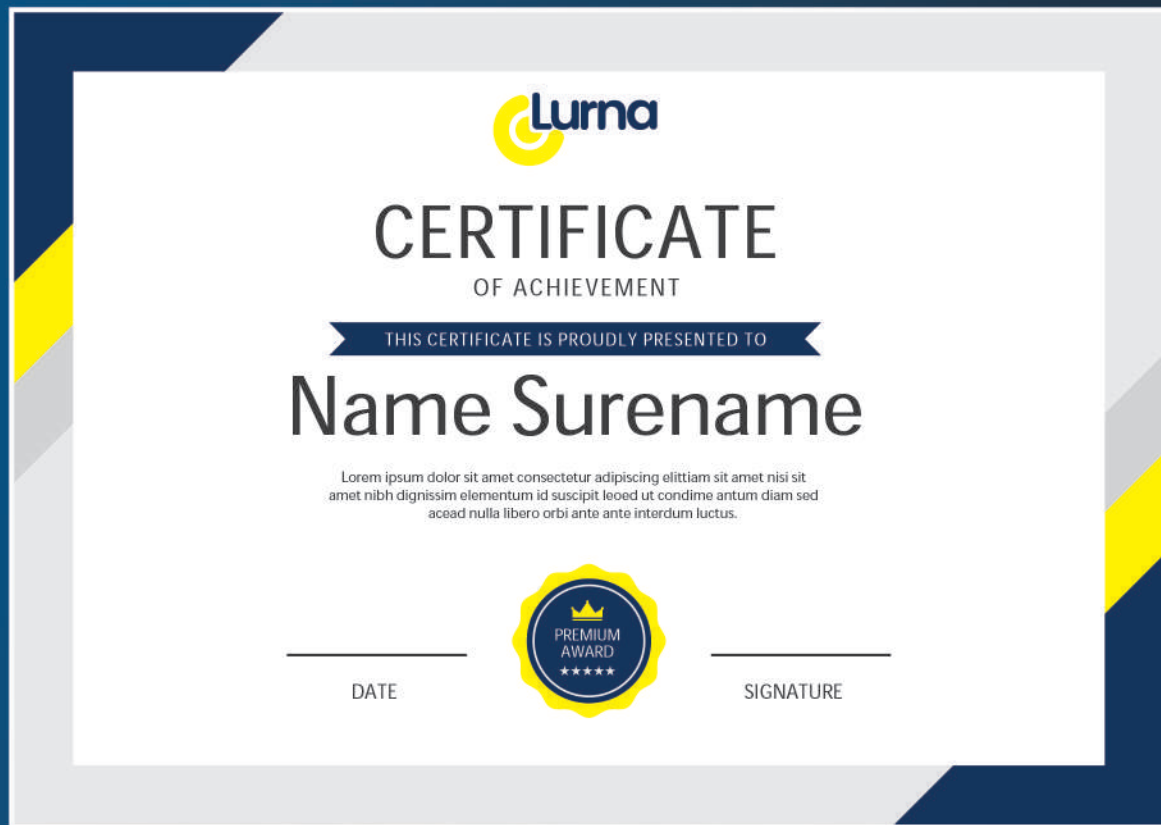 Lurna
CERTIFICATE
OF ACHIEVEMENT
THIS CERTIFICATE IS PROUDLY PRESENTED TO
Name Surename
Lorem ipsum dolor sit amet consectetur adipiscing elittiam sit amet nisi sit
amet nibh dignissim elementum id suscipit leoed ut condime antum diam sed
acead nulla libero orbi ante ante interdum luctus.
PREMIUM
AWARD
DATE
SIGNATURE